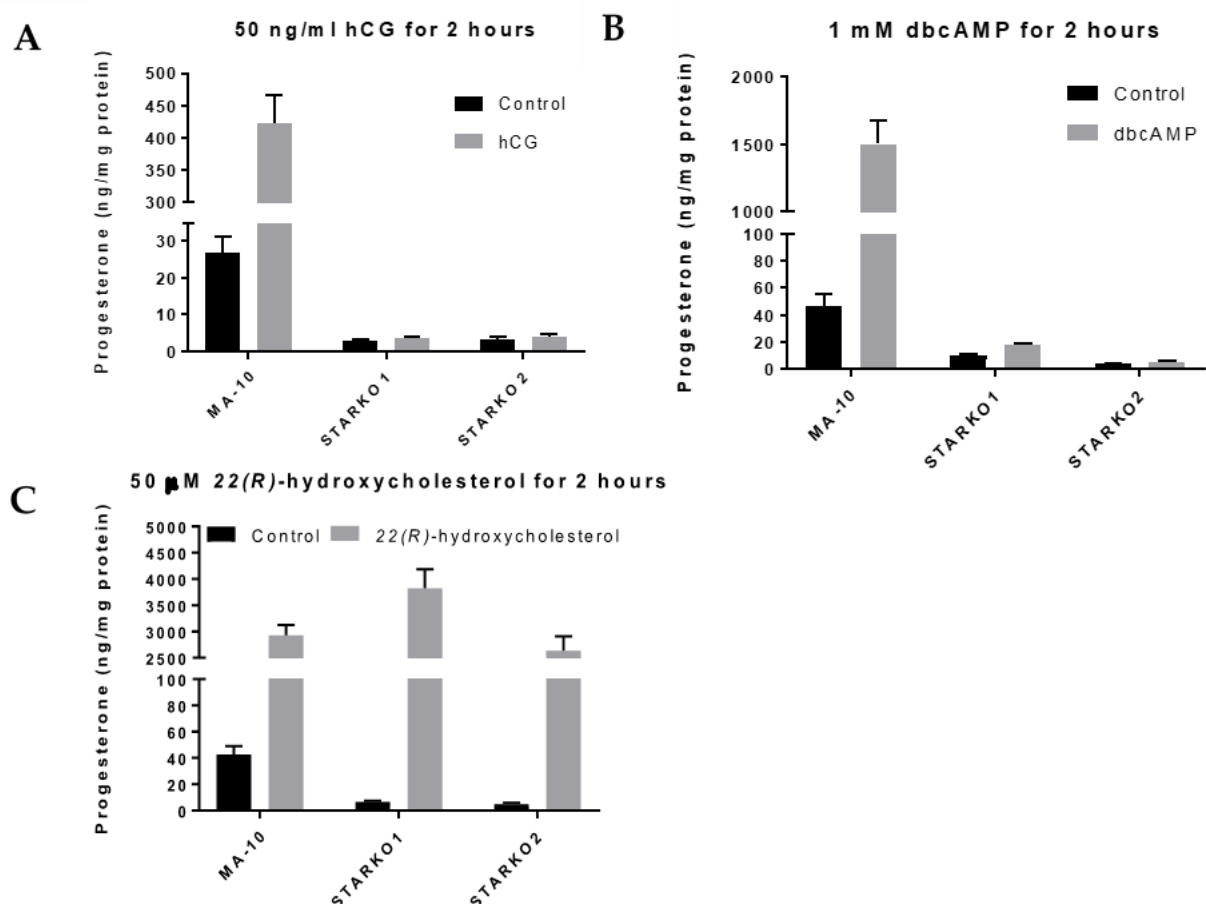 A
50 ng/ml hCG for 2 hours
Progesterone (ng/mg protein)
500
450
400
350
300
30
20
10
0
Control
hCG
MA-10
STARKO1
STARKO2
B
1 mM dbcAMP for 2 hours
Progesterone (ng/mg protein)
2000
1500
1000
100
80
60
40
20
0
Control
dbcAMP
MA-10
STARKO1
STARKO2
C
50 μM 22(R)-hydroxycholesterol for 2 hours
Progesterone (ng/mg protein)
5000
4500
4000
3500
3000
2500
100
80
60
40
20
0
Control 22(R)-hydroxycholesterol
MA-10
STARKO1
STARKO2